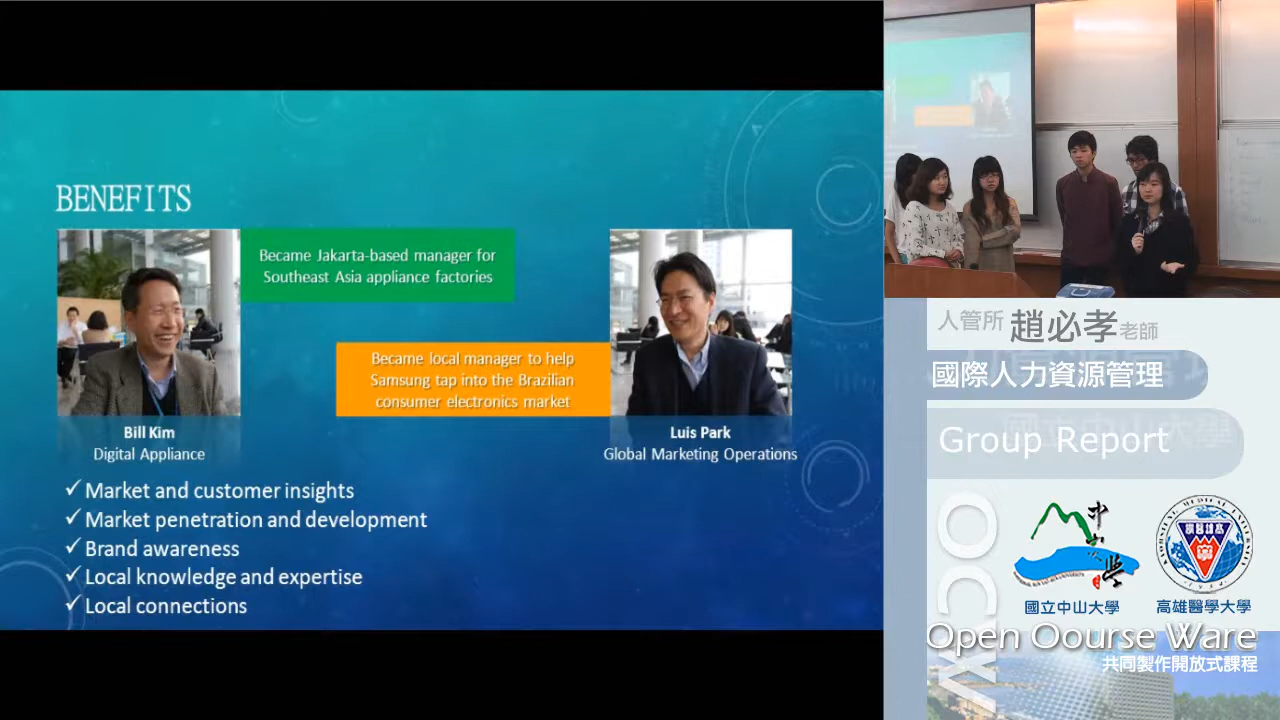 BENEFITS
Became Jakarta-based manager for
Southeast Asia appliance factories
Became local manager to help
Samsung tap into the Brazilian
consumer electronics market
Bill Kim
Digital Appliance
Luis Park
Global Marketing Operations
✓ Market and customer insights
✓ Market penetration and development
✓ Brand awareness
✓ Local knowledge and expertise
✓ Local connections
人管所 趙必孝老師
國際人力資源管理
Group Report
OCW
國立中山大學
高雄醫學大學
Open Oourse Ware
共同製作開放式課程